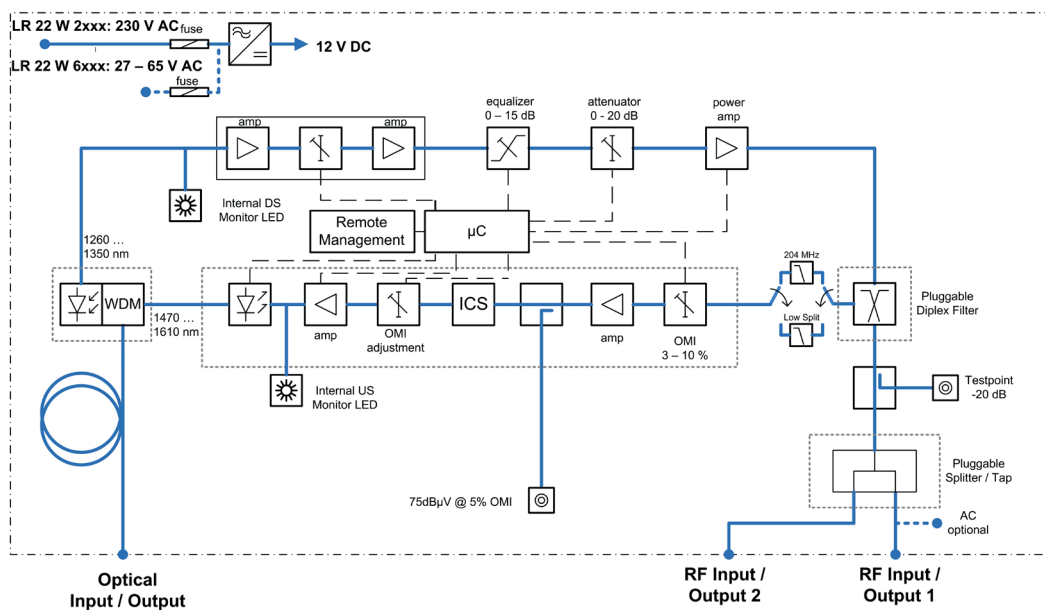 LR 22 W 2xxx: 230 V AC
fuse
12 V DC
LR 22 W 6xxx: 27 – 65 V AC
fuse
amp
amp
equalizer
0 – 15 dB
attenuator
0 - 20 dB
power
amp
Internal DS
Monitor LED
Remote
Management
µC
1260 ...
1350 nm
WDM
1470 ...
1610 nm
amp
OMI
adjustment
ICS
amp
OMI
3 – 10 %
204 MHz
Low Split
Pluggable
Diplex Filter
Internal US
Monitor LED
Testpoint
-20 dB
75dBµV @ 5% OMI
Pluggable
Splitter / Tap
AC
optional
Optical
Input / Output
RF Input /
Output 2
RF Input /
Output 1